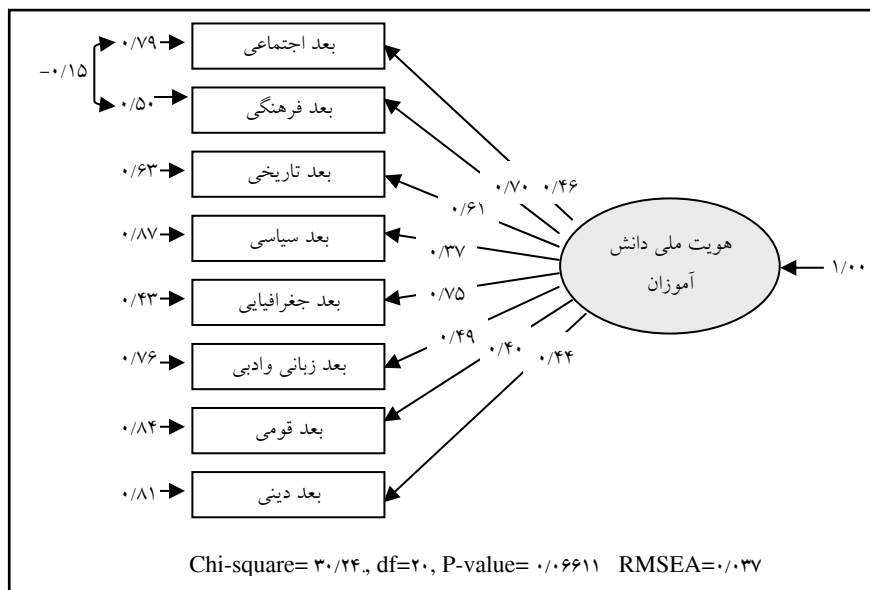 بعد اجتماعی
بعد فرهنگی
بعد تاریخی
بعد سیاسی
بعد جغرافیایی
بعد زبانی وادبی
بعد قومی
بعد دینی
۰/۷۹
۰/۵۰
۰/۶۳
۰/۸۷
۰/۴۳
۰/۷۶
۰/۸۴
۰/۸۱
−۰/۱۵
۰/۴۶
۰/۷۰
۰/۶۱
۰/۳۷
۰/۷۵
۰/۴۹
۰/۴۰
۰/۴۴
هویت ملی دانش
آموزان
۱/۰۰
Chi-square= ۳۰/۲۴., df=۲۰, P-value= ۰/۰۶۶۱۱ RMSEA=۰/۰۳۷